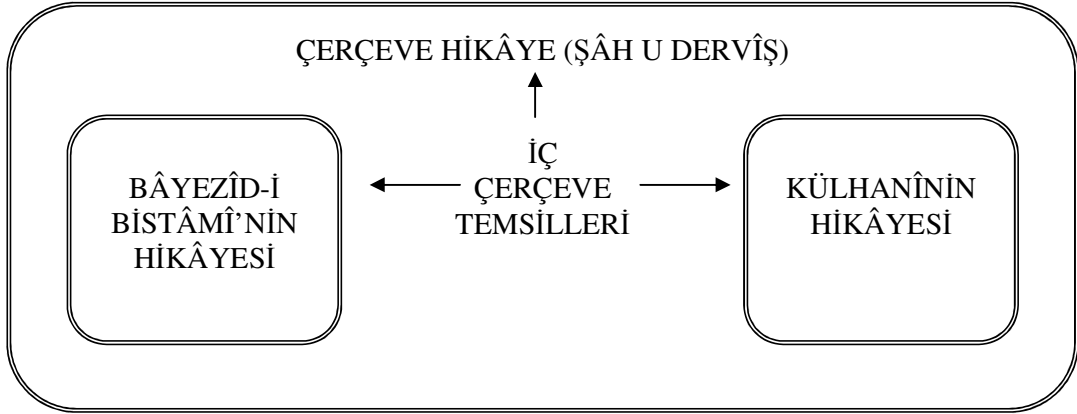 ÇERÇEVE HİKÂYE (ŞÂH U DERVÎŞ)
BÂYEZÎD-İ
BİSTÂMÎ’NİN
HİKÂYESİ
İÇ
ÇERÇEVE
TEMSİLLERİ
KÜLHANÎNİN
HİKÂYESİ